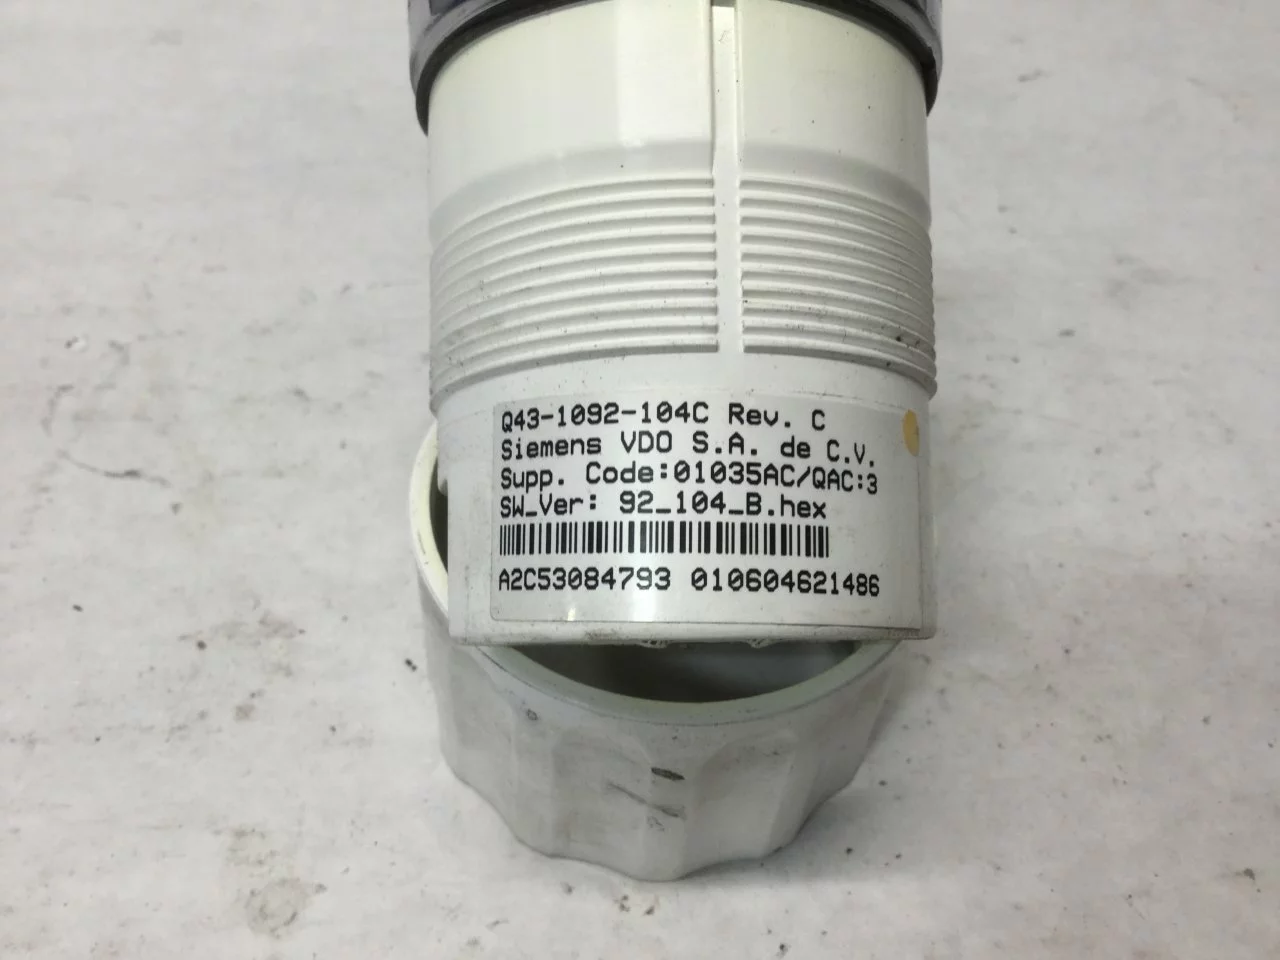 Q43-1092-104C Rev. C
Siemens VDO S.A. de C.V.
Supp. Code:01035AC/QAC:3
SW_Ver: 92_104_B.hex
A2C53084793 010604621486